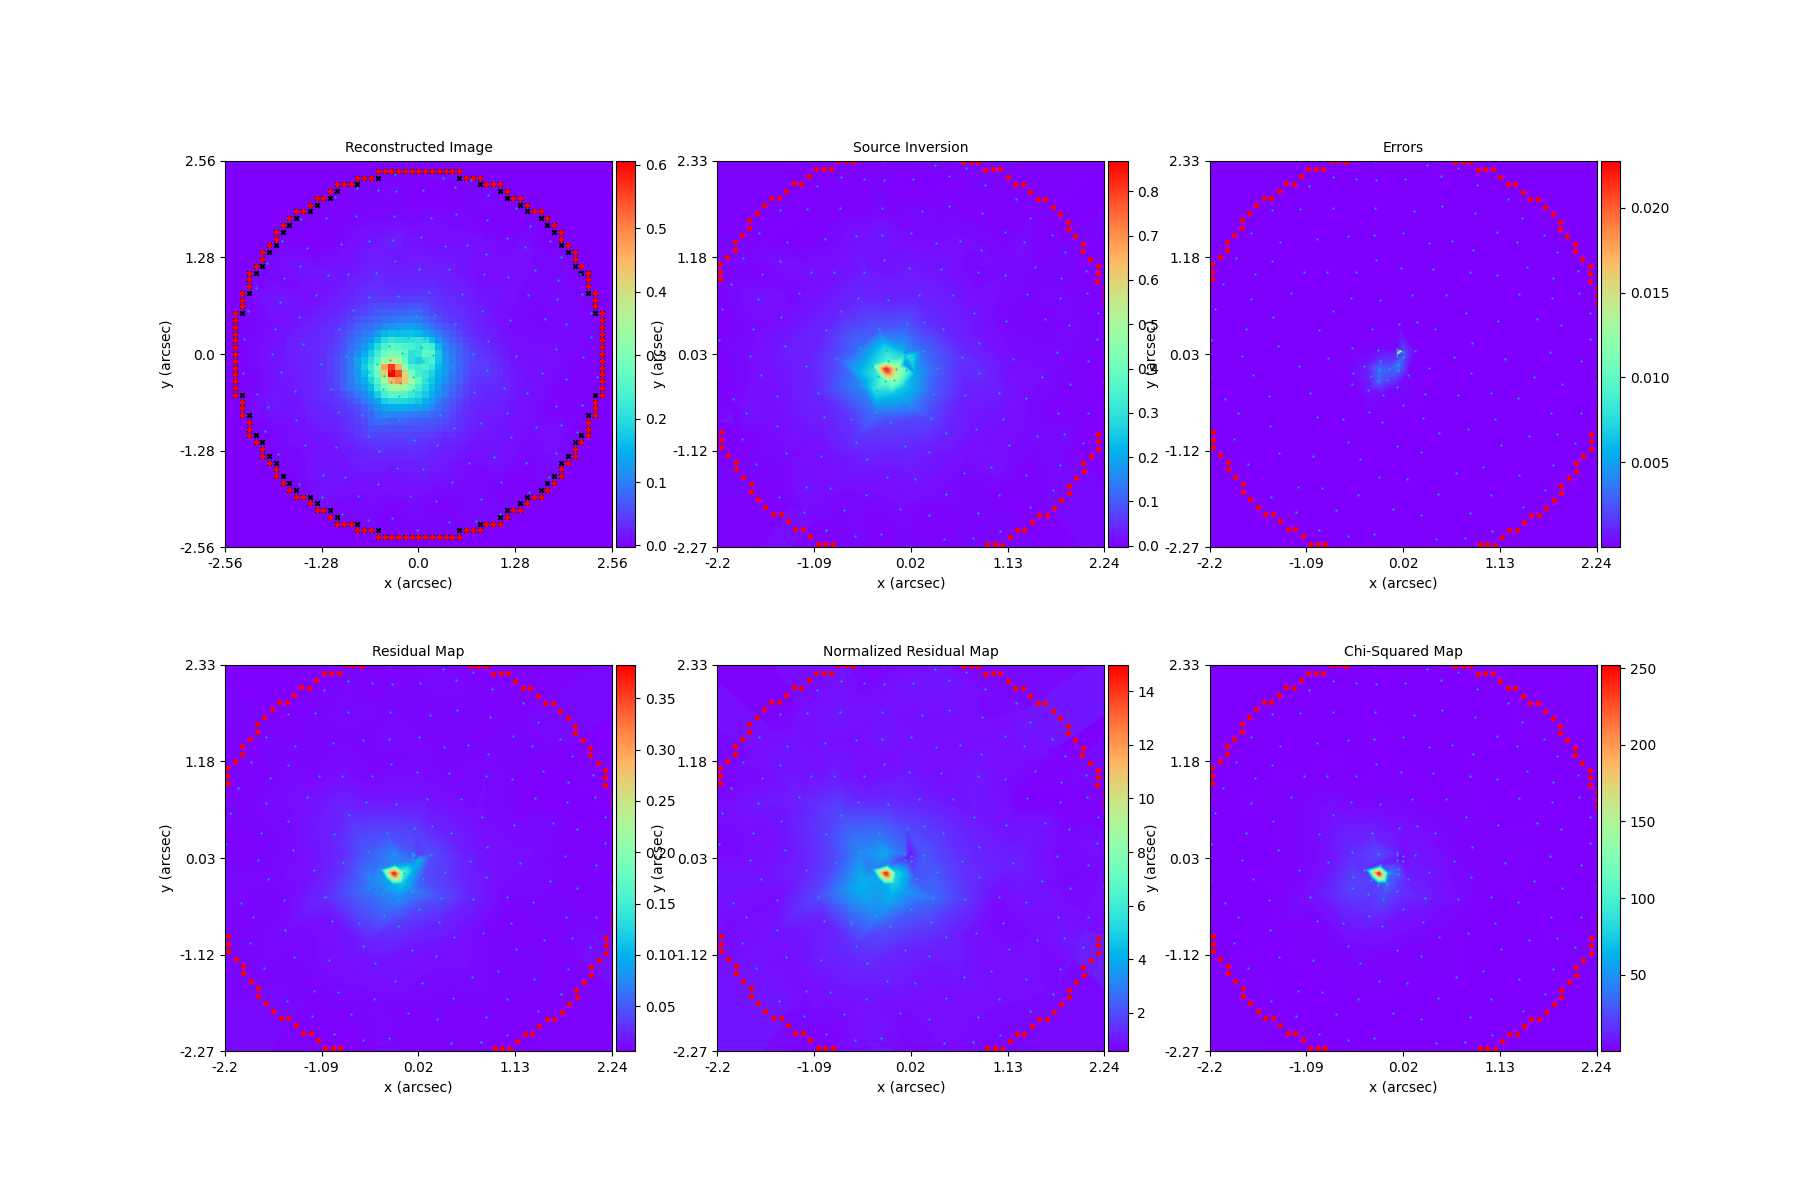 Reconstructed Image
2.56
1.28
0.0
-1.28
-2.56
-2.56 -1.28 0.0 1.28 2.56
x (arcsec)
y (arcsec)
0.6
0.5
0.4
0.3
0.2
0.1
0.0
Source Inversion
2.33
1.18
0.03
-1.12
-2.27
-2.2 -1.09 0.02 1.13 2.24
x (arcsec)
y (arcsec)
0.8
0.7
0.6
0.5
0.4
0.3
0.2
0.1
0.0
Errors
2.33
1.18
0.03
-1.12
-2.27
-2.2 -1.09 0.02 1.13 2.24
x (arcsec)
y (arcsec)
0.020
0.015
0.010
0.005
Residual Map
2.33
1.18
0.03
-1.12
-2.27
-2.2 -1.09 0.02 1.13 2.24
x (arcsec)
y (arcsec)
0.35
0.30
0.25
0.20
0.15
0.10
0.05
Normalized Residual Map
2.33
1.18
0.03
-1.12
-2.27
-2.2 -1.09 0.02 1.13 2.24
x (arcsec)
y (arcsec)
14
12
10
8
6
4
2
Chi-Squared Map
2.33
1.18
0.03
-1.12
-2.27
-2.2 -1.09 0.02 1.13 2.24
x (arcsec)
y (arcsec)
250
200
150
100
50